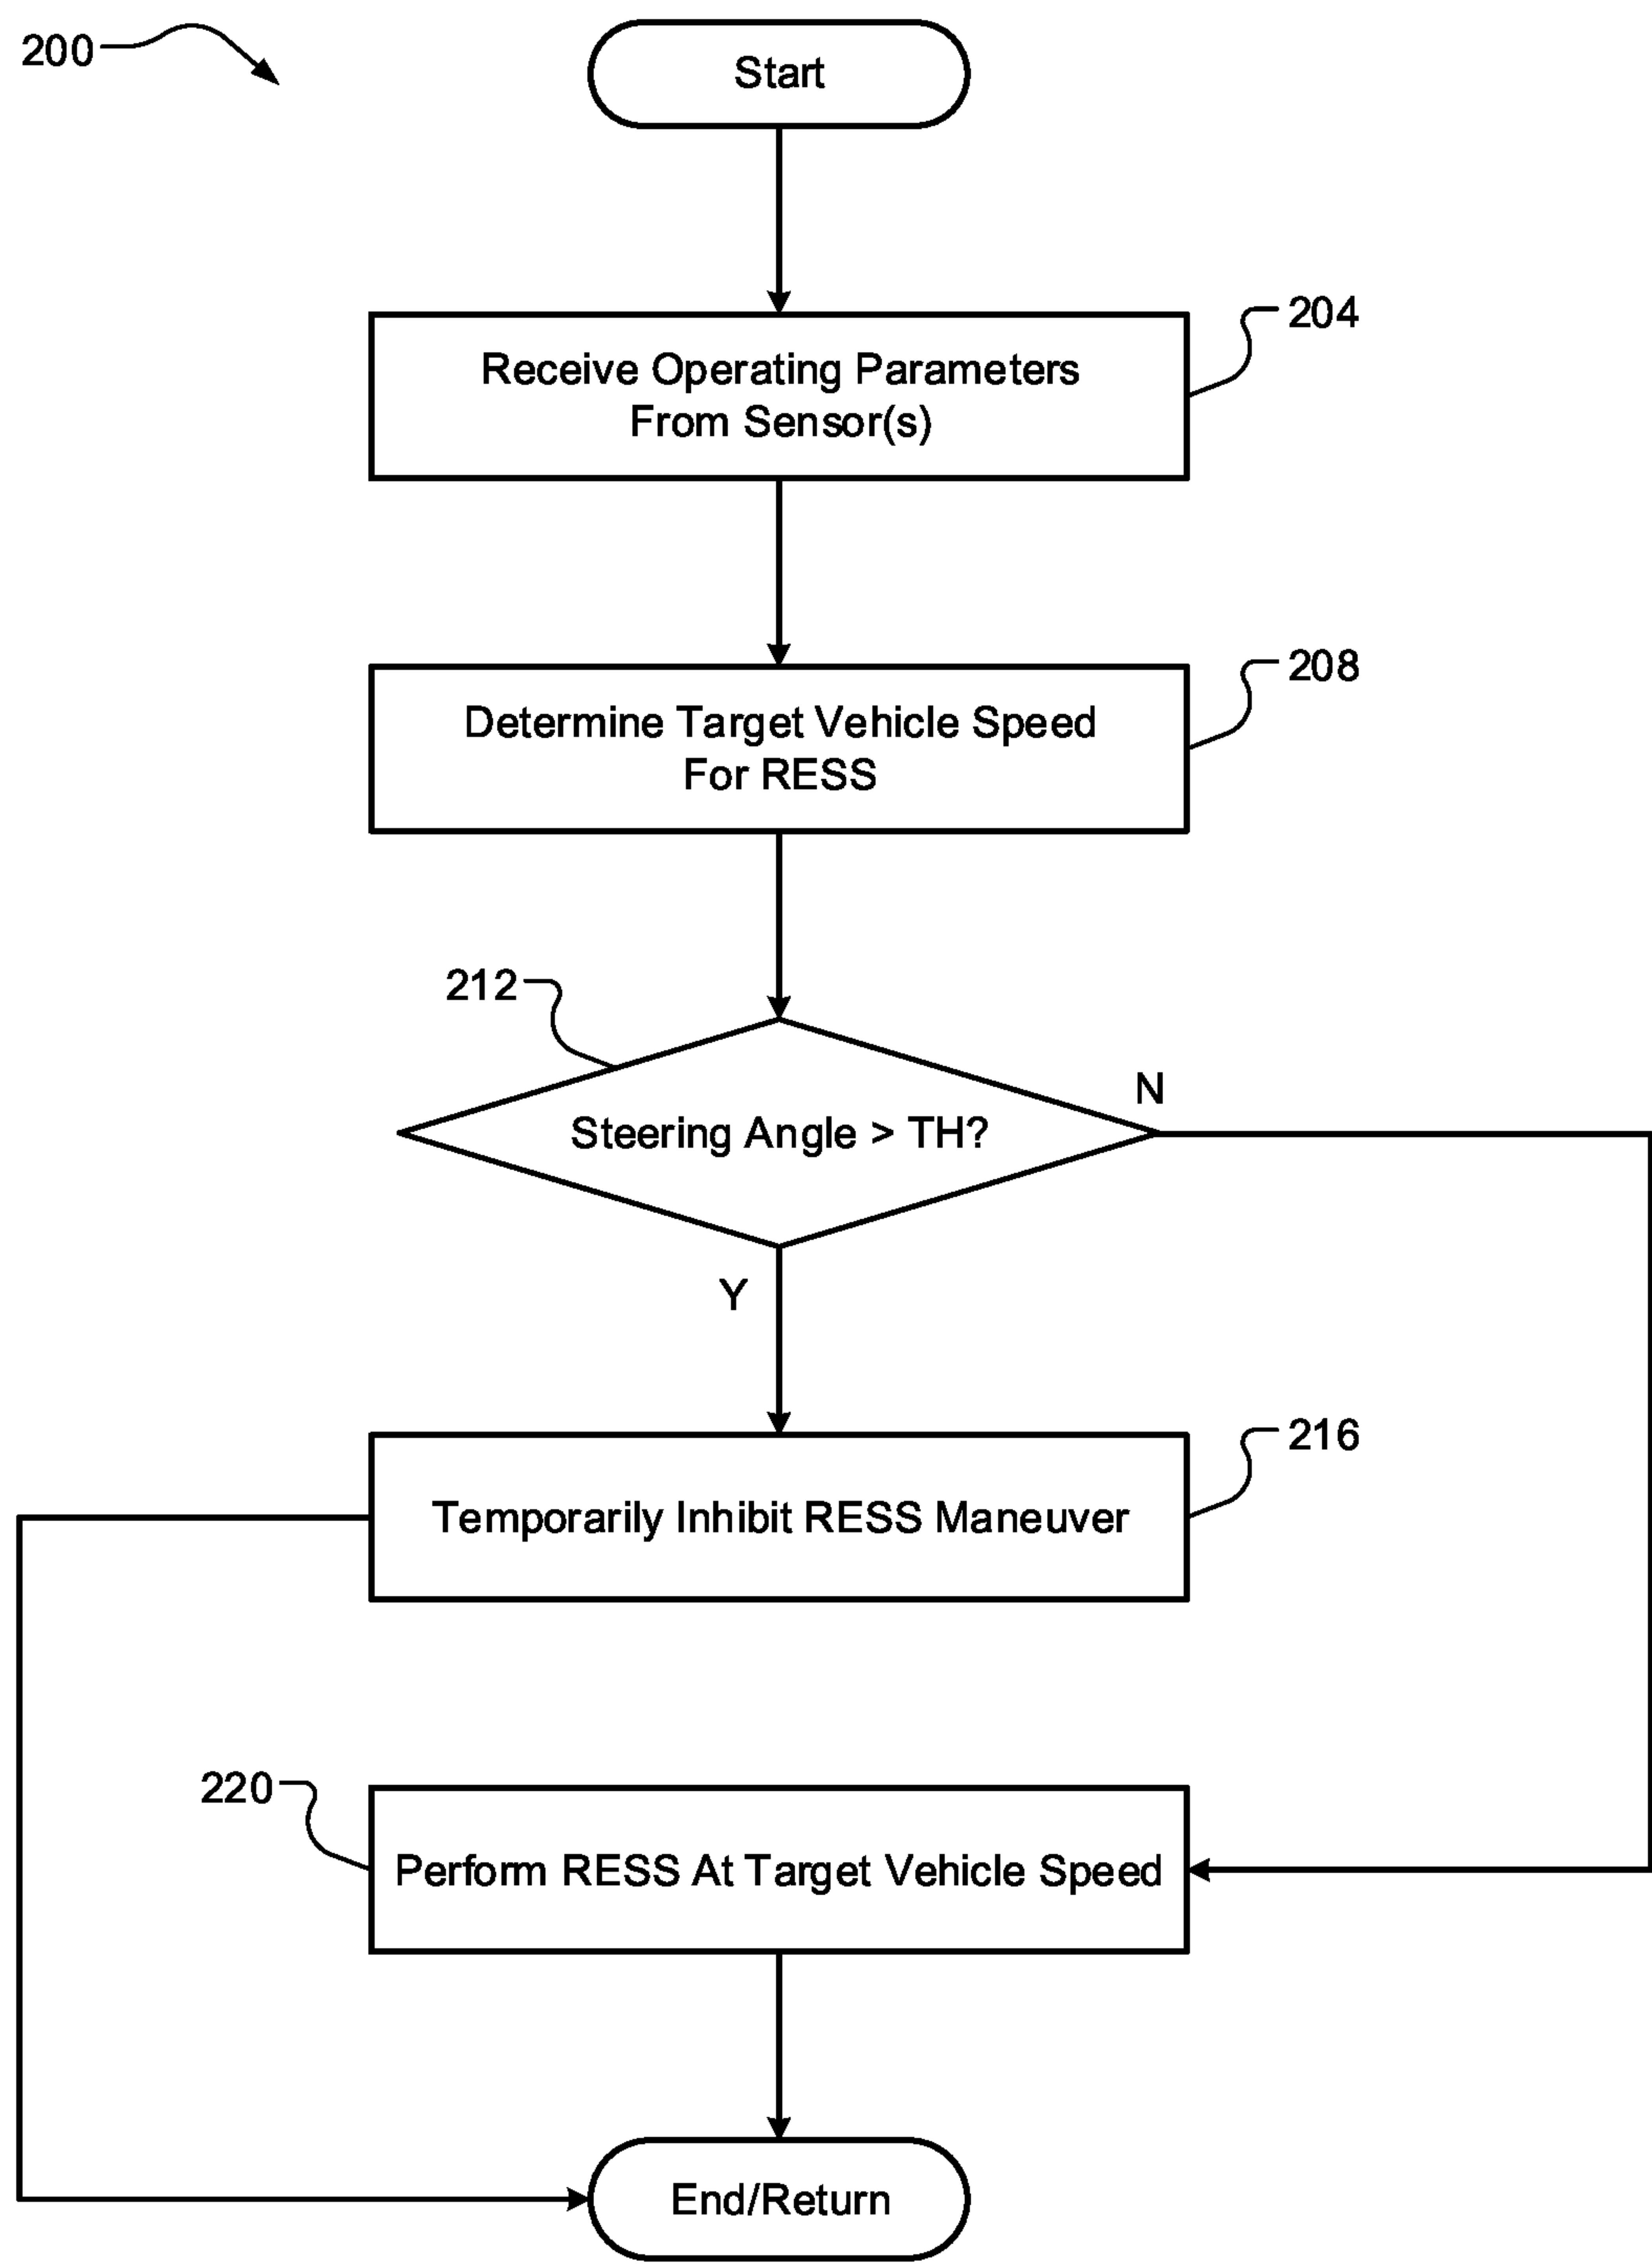 200
Start
204
Receive Operating Parameters
From Sensor(s)
208
Determine Target Vehicle Speed
For RESS
212
N
Steering Angle > TH?
Y
216
Temporarily Inhibit RESS Maneuver
220
Perform RESS At Target Vehicle Speed
End/Return